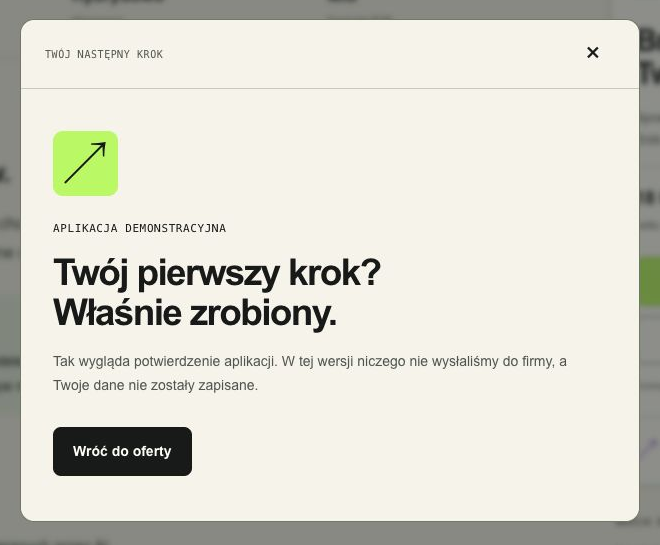 TWÓJ NASTĘPNY KROK
APLIKACJA DEMONSTRACYJNA
Twój pierwszy krok?
Właśnie zrobiony.
Tak wygląda potwierdzenie aplikacji. W tej wersji niczego nie wysłaliśmy do firmy, a
Twoje dane nie zostały zapisane.
Wróć do oferty